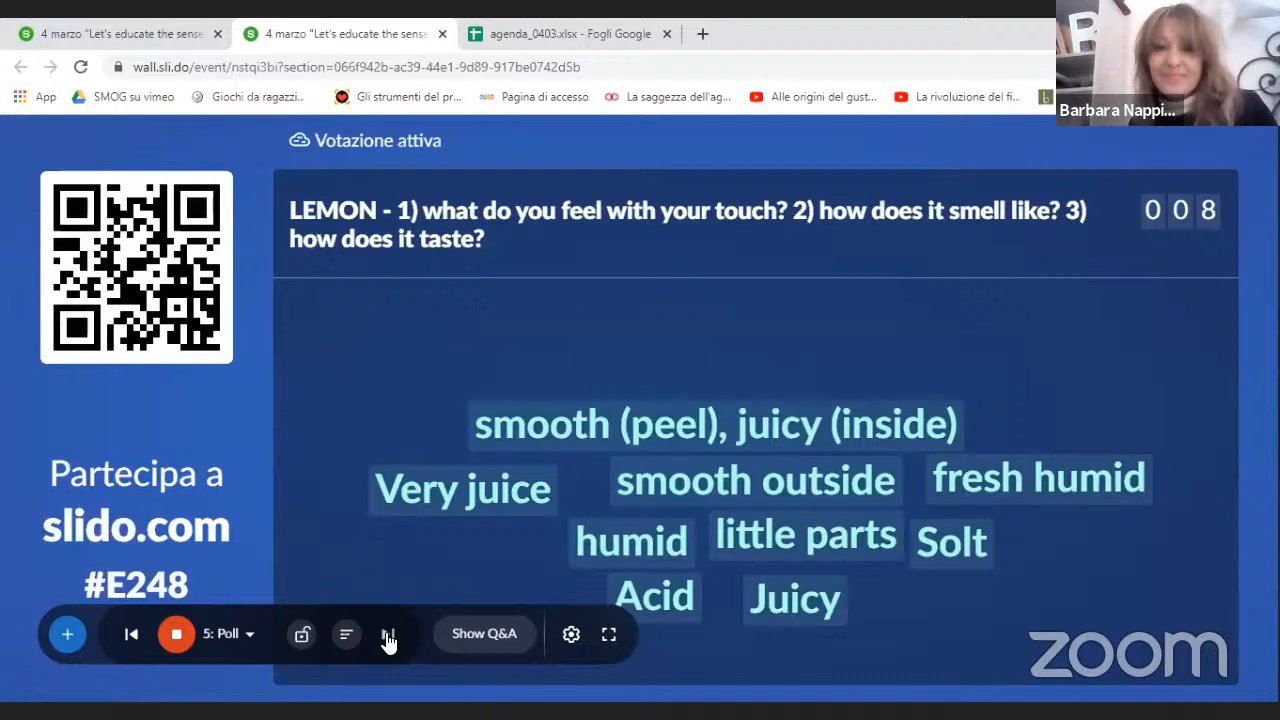 4 marzo "Let's educate the sense
4 marzo "Let's educate the sense
agenda_0403.xlsx - Fogli Google
wall.sli.do/event/nstqi3bi?section=066f942b-ac39-44e1-9d89-917be0742d5b
App
SMOG su vimeo
Giochi da ragazzi...
Gli strumenti del pr...
Pagina di accesso
La saggezza dell'ag...
Alle origini del gust...
La rivoluzione del fi...
Barbara Nappi...
Votazione attiva
LEMON - 1) what do you feel with your touch? 2) how does it smell like? 3)
how does it taste?
008
smooth (peel), juicy (inside)
Very juice
smooth outside
fresh humid
humid
little parts
Solt
Acid
Juicy
Partecipa a
slido.com
#E248
5: Poll
Show Q&A
zoom